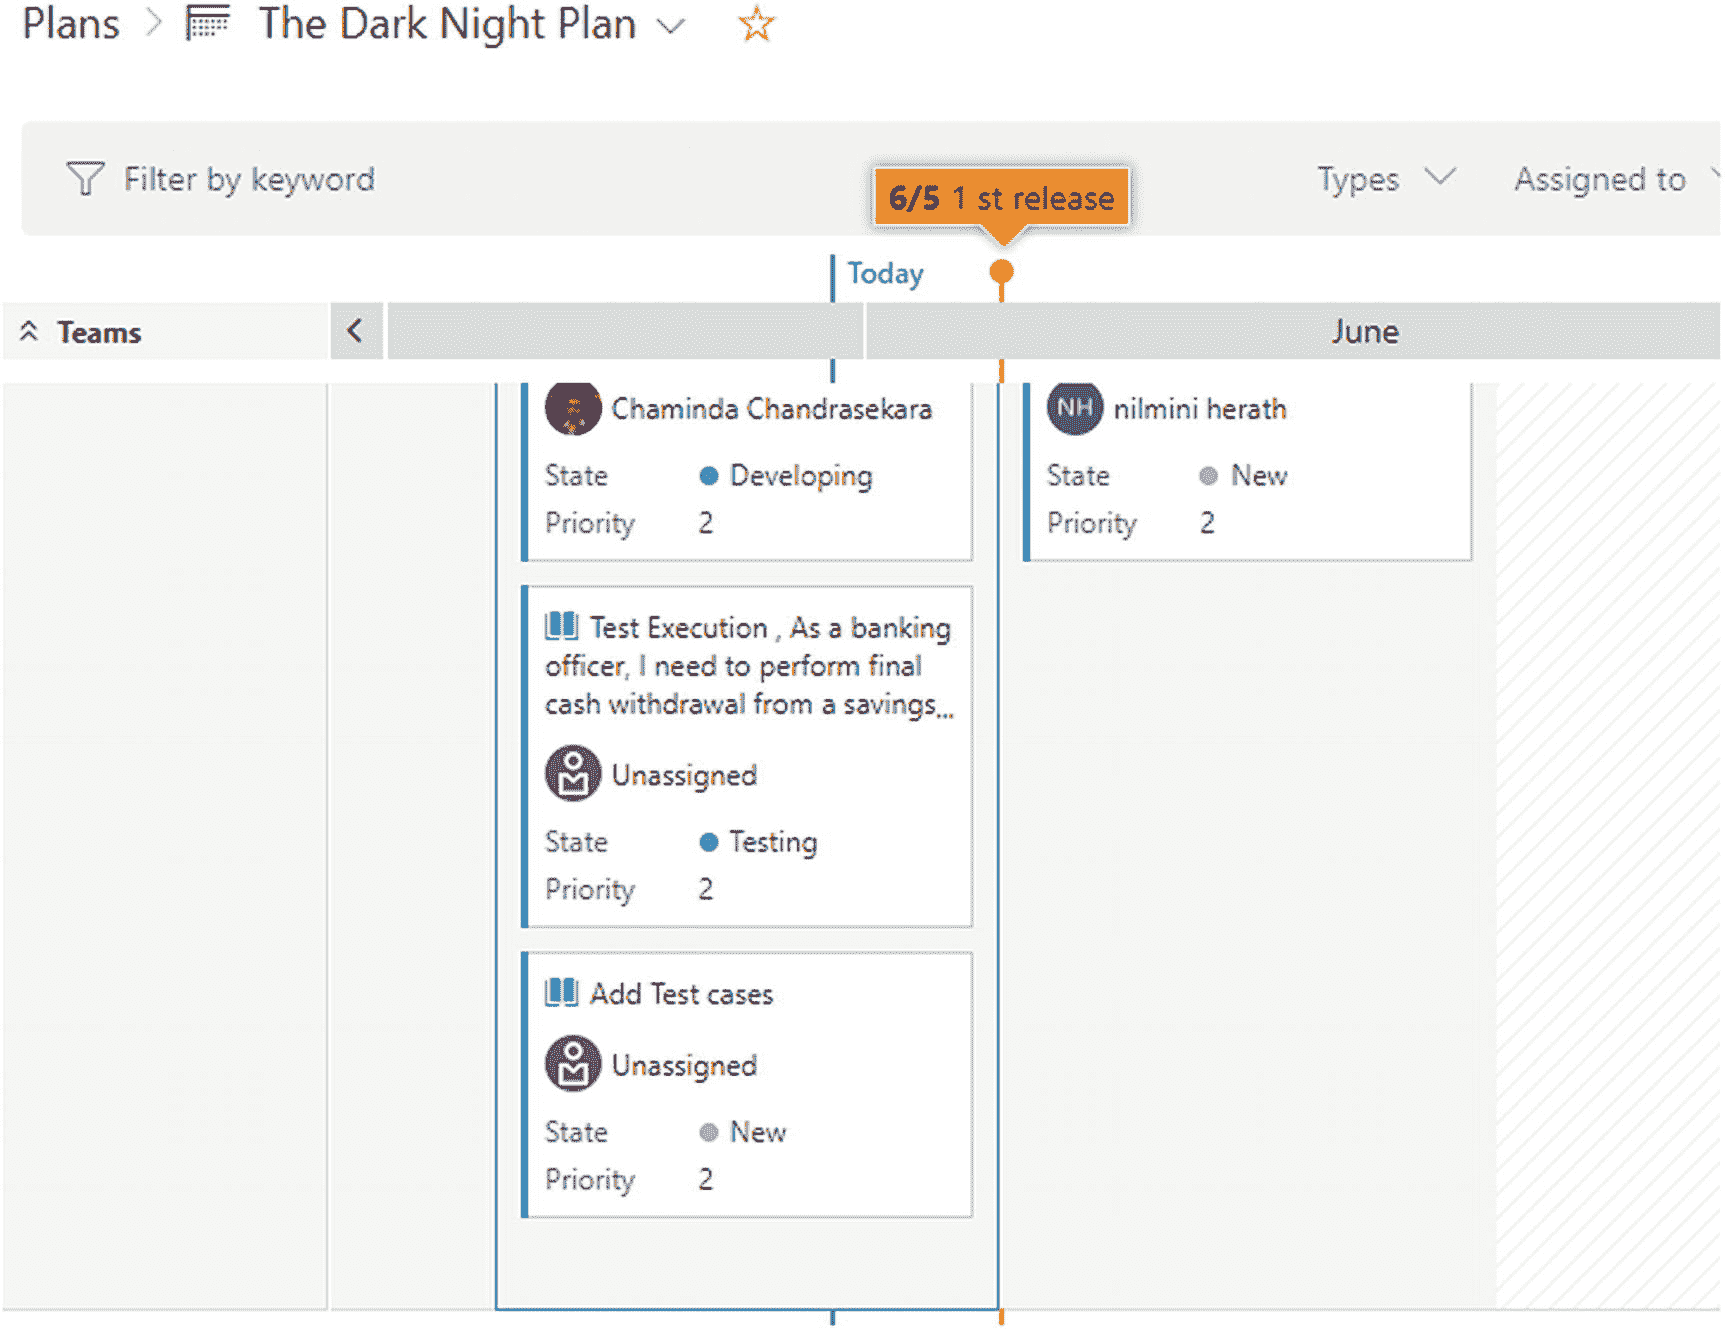 Plans > The Dark Night Plan
Filter by keyword
Types
Assigned to
6/5 1 st release
Today
Teams
June
Chaminda Chandrasekara
State Developing
Priority 2
Test Execution , As a banking
officer, I need to perform final
cash withdrawal from a savings...
Unassigned
State Testing
Priority 2
Add Test cases
Unassigned
State New
Priority 2
NH nilmini herath
State New
Priority 2